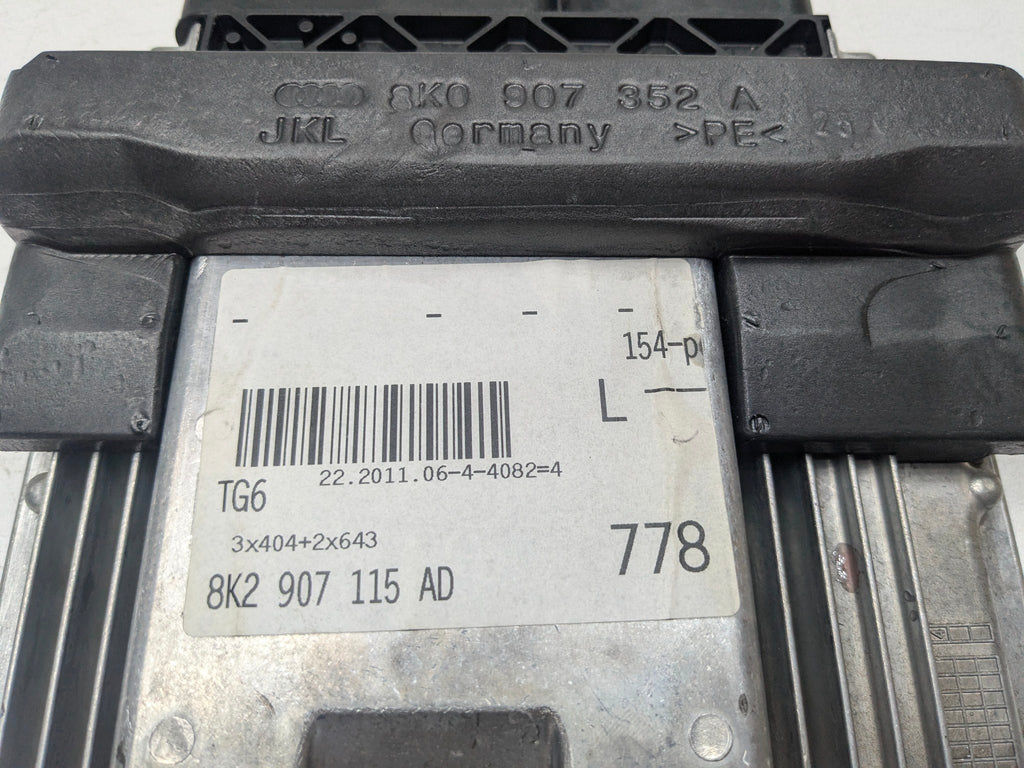 8K0 907 352 A
JKL Germany >PE<
- - - -
154-p
L --
22.2011.06-4-4082=4
TG6
3x404+2x643
778
8K2 907 115 AD